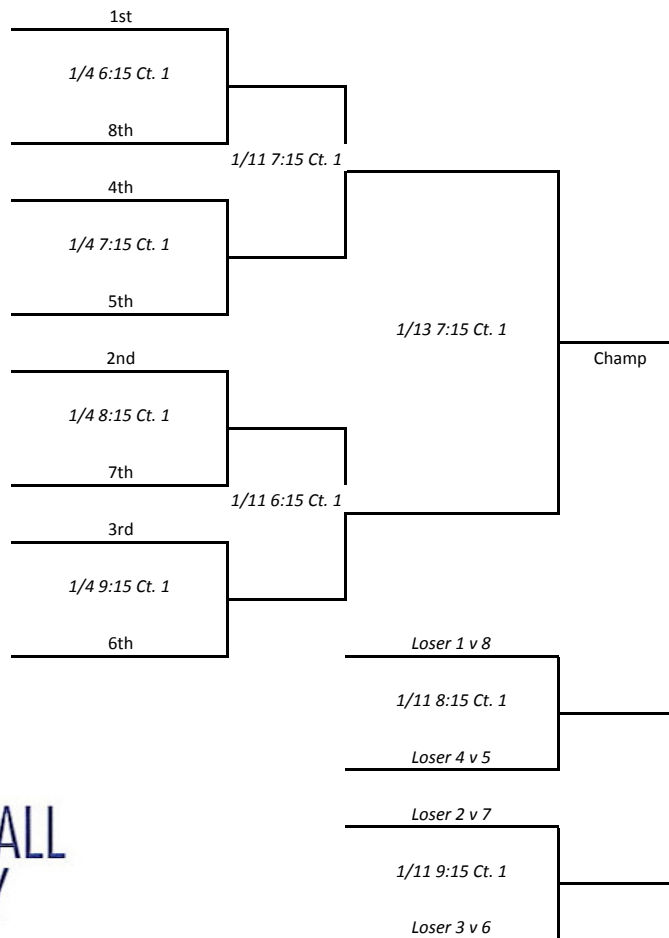 1st
1/4 6:15 Ct. 1
8th
1/11 7:15 Ct. 1
4th
1/4 7:15 Ct. 1
5th
1/13 7:15 Ct. 1
Champ
2nd
1/4 8:15 Ct. 1
7th
1/11 6:15 Ct. 1
3rd
1/4 9:15 Ct. 1
6th
Loser 1 v 8
1/11 8:15 Ct. 1
Loser 4 v 5
Loser 2 v 7
1/11 9:15 Ct. 1
Loser 3 v 6
ALL
Y